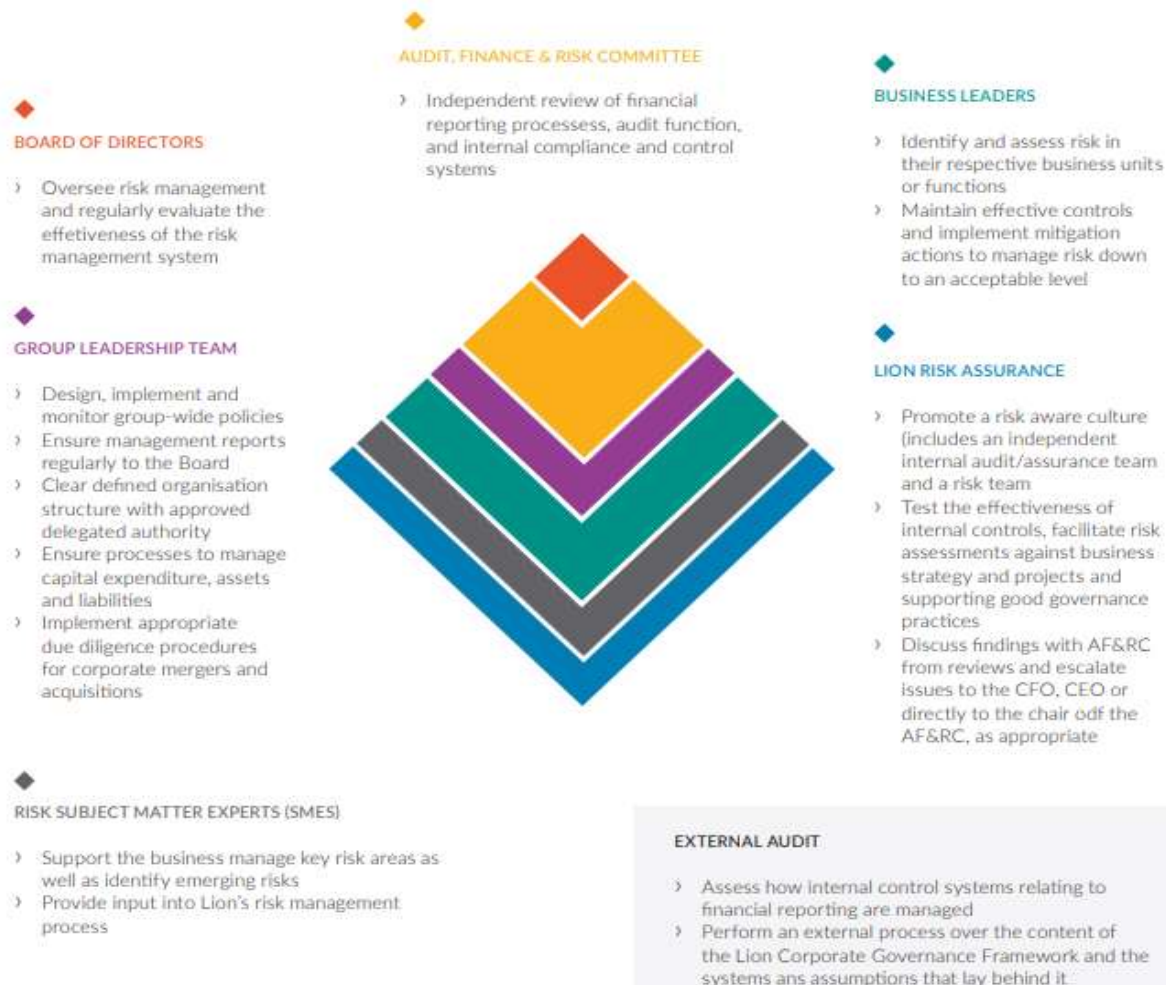 AUDIT, FINANCE & RISK COMMITTEE
› Independent review of financial
reporting processess, audit function,
and internal compliance and control
systems
BOARD OF DIRECTORS
› Oversee risk management
and regularly evaluate the
effetiveness of the risk
management system
GROUP LEADERSHIP TEAM
› Design, implement and
monitor group-wide policies
› Ensure management reports
regularly to the Board
› Clear defined organisation
structure with approved
delegated authority
› Ensure processes to manage
capital expenditure, assets
and liabilities
› Implement appropriate
due diligence procedures
for corporate mergers and
acquisitions
BUSINESS LEADERS
› Identify and assess risk in
their respective business units
or functions
› Maintain effective controls
and implement mitigation
actions to manage risk down
to an acceptable level
LION RISK ASSURANCE
› Promote a risk aware culture
(includes an independent
internal audit/assurance team
and a risk team
› Test the effectiveness of
internal controls, facilitate risk
assessments against business
strategy and projects and
supporting good governance
practices
› Discuss findings with AF&RC
from reviews and escalate
issues to the CFO, CEO or
directly to the chair odf the
AF&RC, as appropriate
RISK SUBJECT MATTER EXPERTS (SMES)
› Support the business manage key risk areas as
well as identify emerging risks
› Provide input into Lion's risk management
process
EXTERNAL AUDIT
› Assess how internal control systems relating to
financial reporting are managed
› Perform an external process over the content of
the Lion Corporate Governance Framework and the
systems ans assumptions that lay behind it